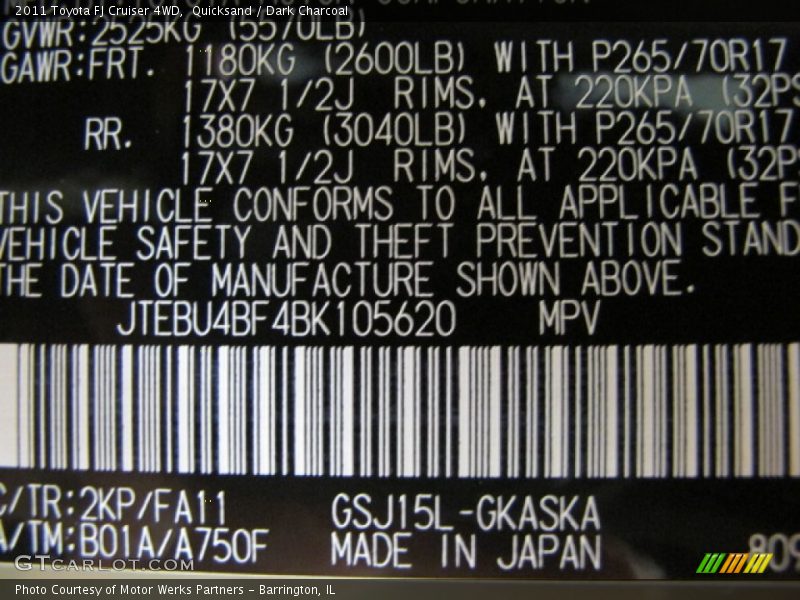 2011 Toyota FJ Cruiser 4WD, Quicksand / Dark Charcoal
GVWR:2525KG (5570LB)
GAWR:FRT. 1180KG (2600LB) WITH P265/70R17
17X7 1/2J RIMS, AT 220KPA (32PS
RR. 1380KG (3040LB) WITH P265/70R17
17X7 1/2J RIMS, AT 220KPA (32PS
THIS VEHICLE CONFORMS TO ALL APPLICABLE F
VEHICLE SAFETY AND THEFT PREVENTION STAND
THE DATE OF MANUFACTURE SHOWN ABOVE.
JTEBU4BF4BK105620 MPV
C/TR:2KP/FA11 GSJ15L-GKASKA
A/TM:B01A/A750F MADE IN JAPAN 809
GTCARLOT.COM
Photo Courtesy of Motor Werks Partners - Barrington, IL